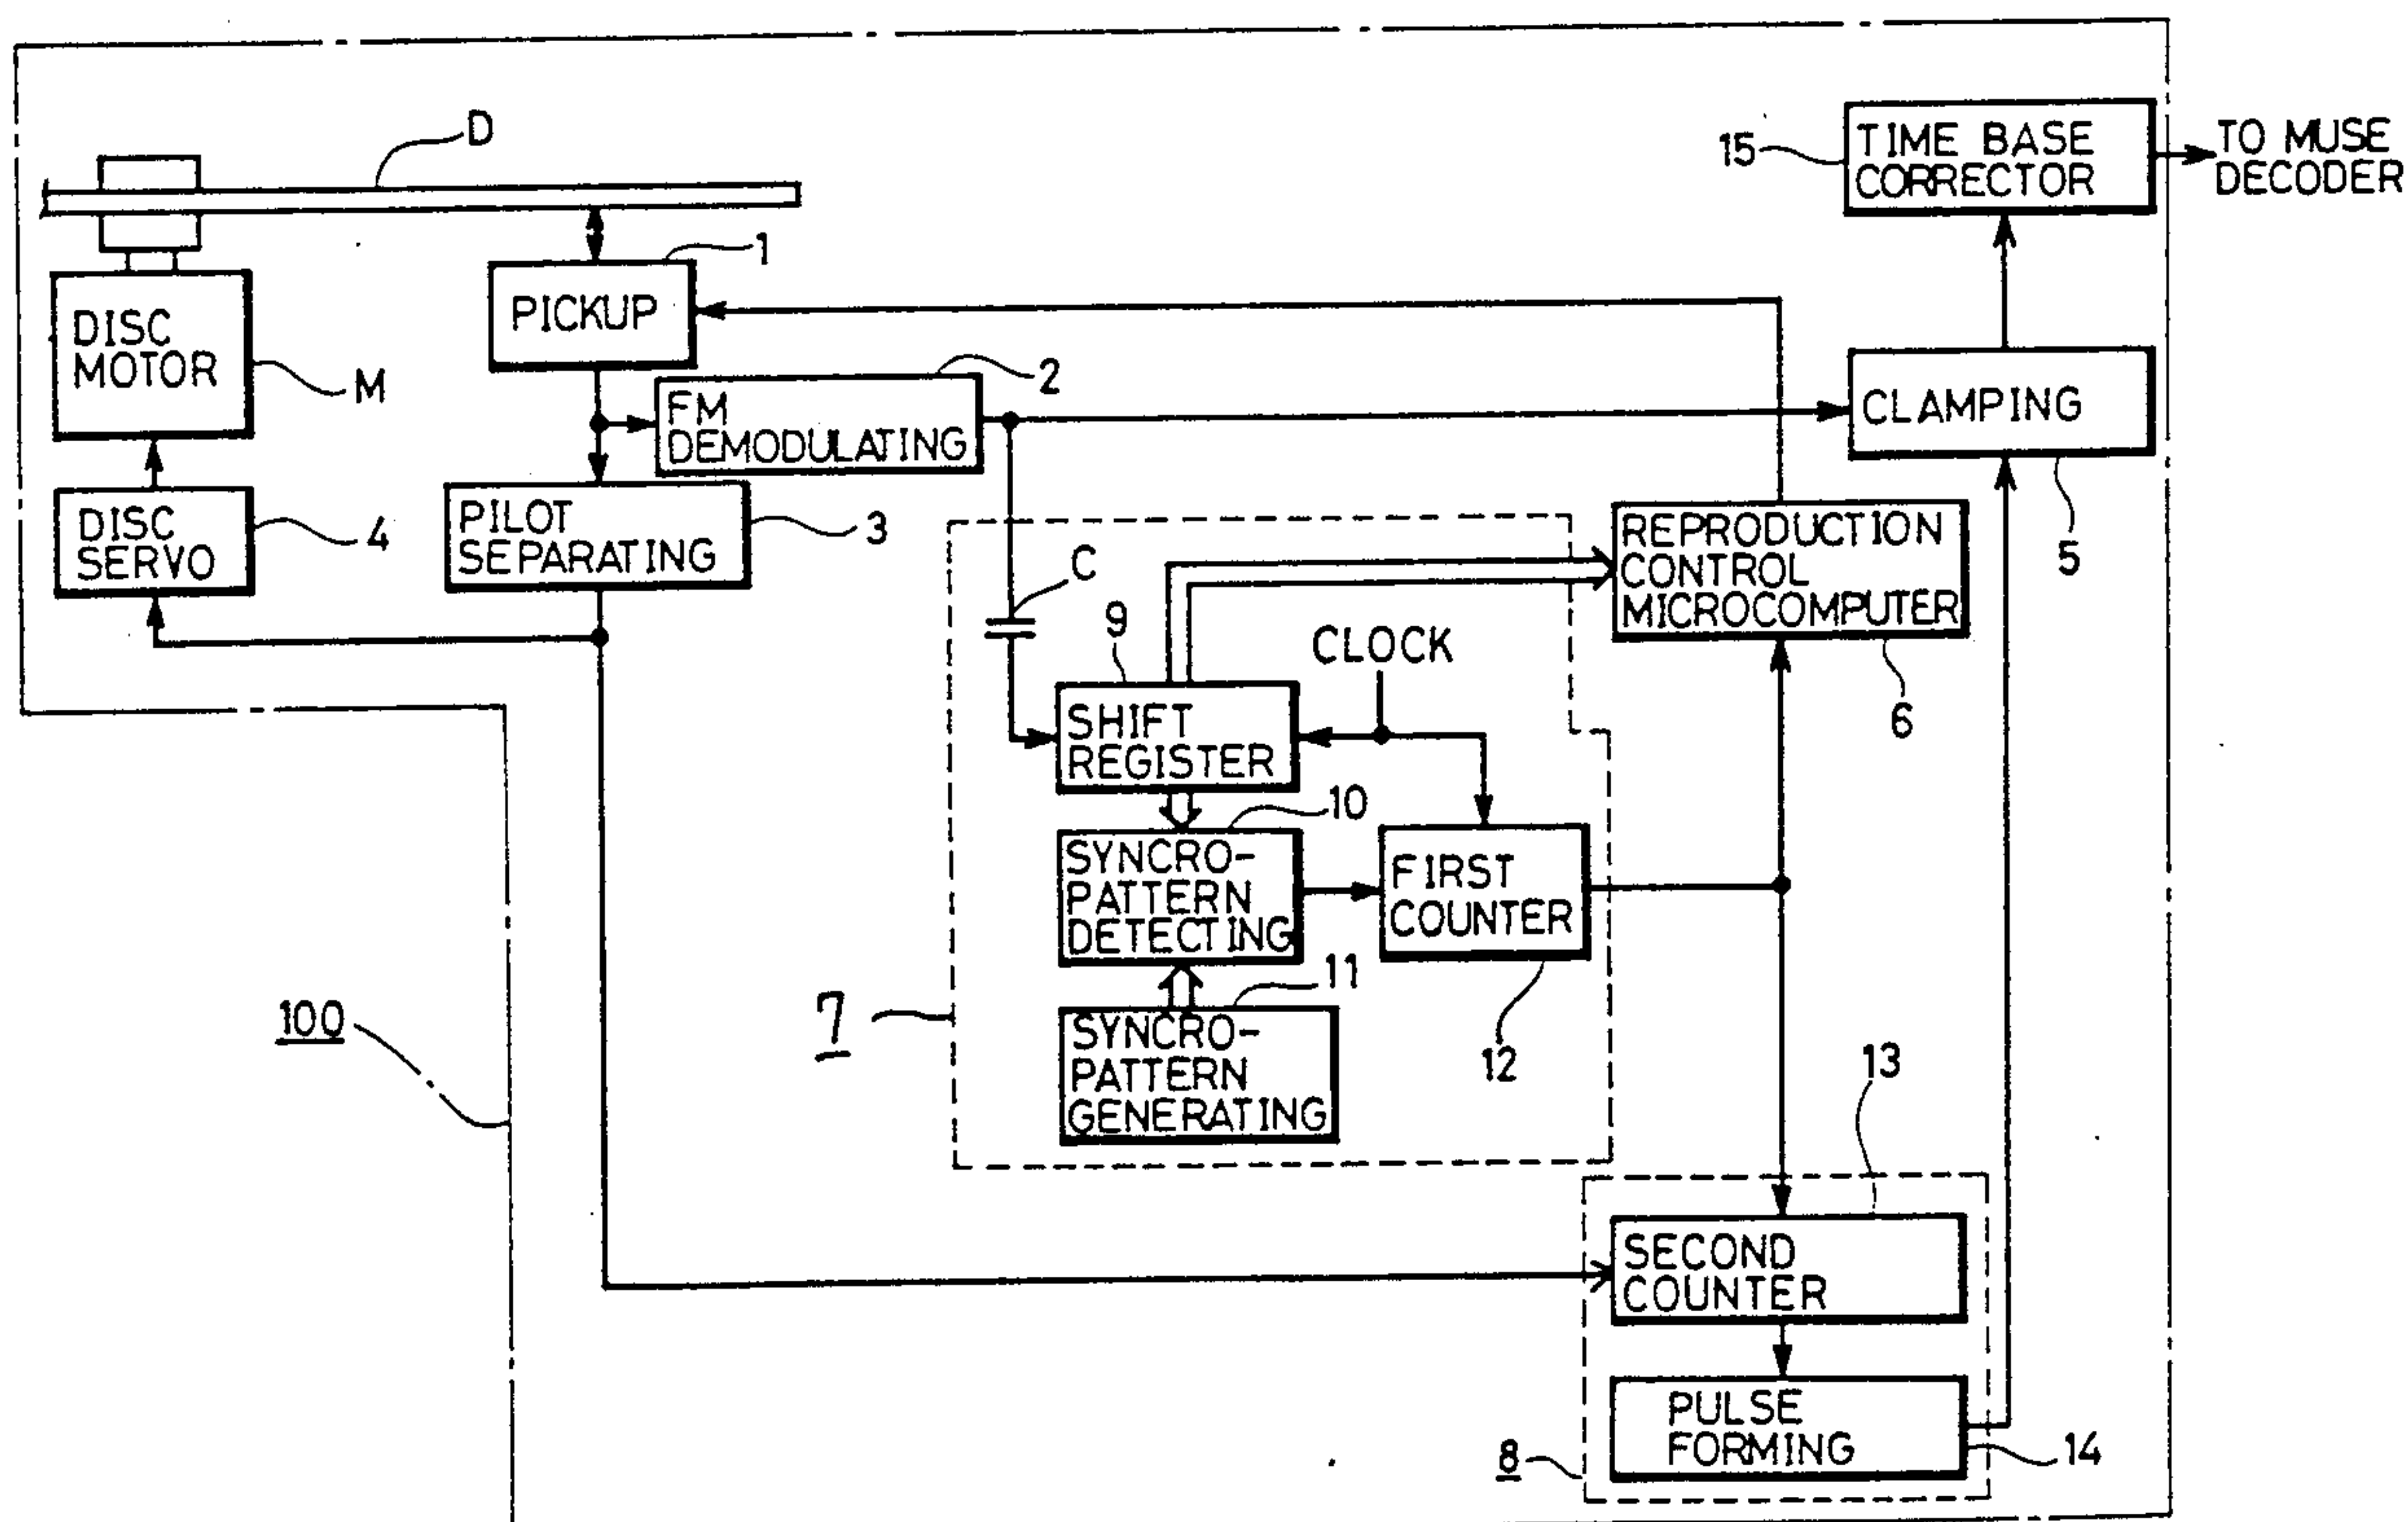 D
15
TIME BASE
CORRECTOR
TO MUSE
DECODER
1
PICKUP
DISC
MOTOR
M
2
FM
DEMODULATING
CLAMPING
5
DISC
SERVO
4
PILOT
SEPARATING
3
REPRODUCTION
CONTROL
MICROCOMPUTER
6
C
9
CLOCK
SHIFT
REGISTER
10
SYNCRO-
PATTERN
DETECTING
FIRST
COUNTER
12
11
SYNCRO-
PATTERN
GENERATING
7
100
13
SECOND
COUNTER
PULSE
FORMING
8
14